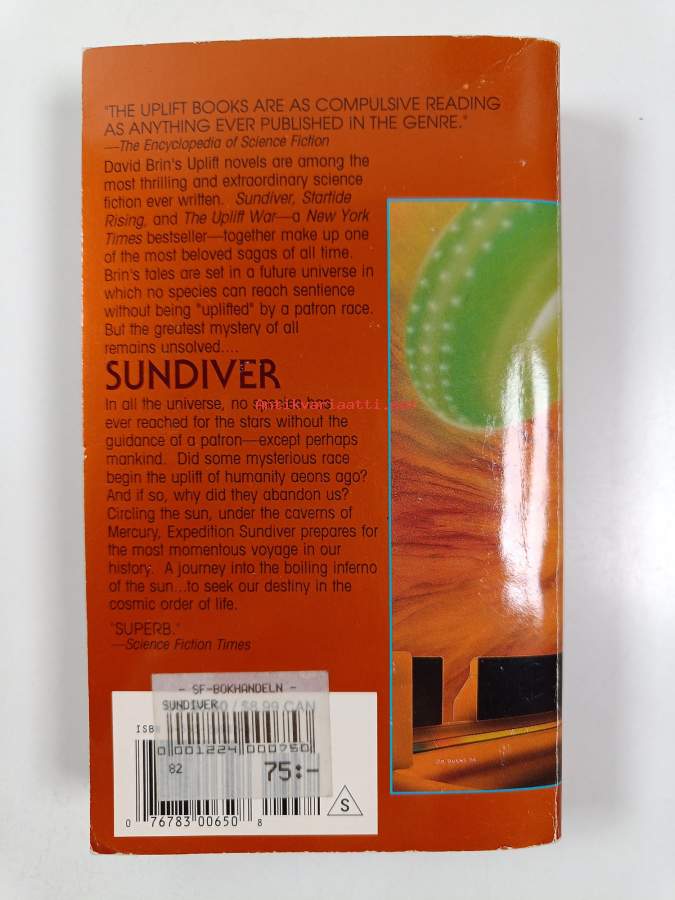 "THE UPLIFT BOOKS ARE AS COMPULSIVE READING
AS ANYTHING EVER PUBLISHED IN THE GENRE."
—The Encyclopedia of Science Fiction
David Brin's Uplift novels are among the
most thrilling and extraordinary science
fiction ever written. Sundiver, Startide
Rising, and The Uplift War—a New York
Times bestseller—together make up one
of the most beloved sagas of all time.
Brin's tales are set in a future universe in
which no species can reach sentience
without being "uplifted" by a patron race.
But the greatest mystery of all
remains unsolved....
SUNDIVER
In all the universe, no species has
Antikvariaatti.net
ever reached for the stars without the
guidance of a patron—except perhaps
mankind. Did some mysterious race
begin the uplift of humanity aeons ago?
And if so, why did they abandon us?
Circling the sun, under the caverns of
Mercury, Expedition Sundiver prepares for
the most momentous voyage in our
history. A journey into the boiling inferno
of the sun...to seek our destiny in the
cosmic order of life.
"SUPERB."
—Science Fiction Times
- SF-BOKHANDELN -
SUNDIVER 0/$8.99 CAN
ISB
0 001224 000750
82 75:-
S
0 76783 00650 8